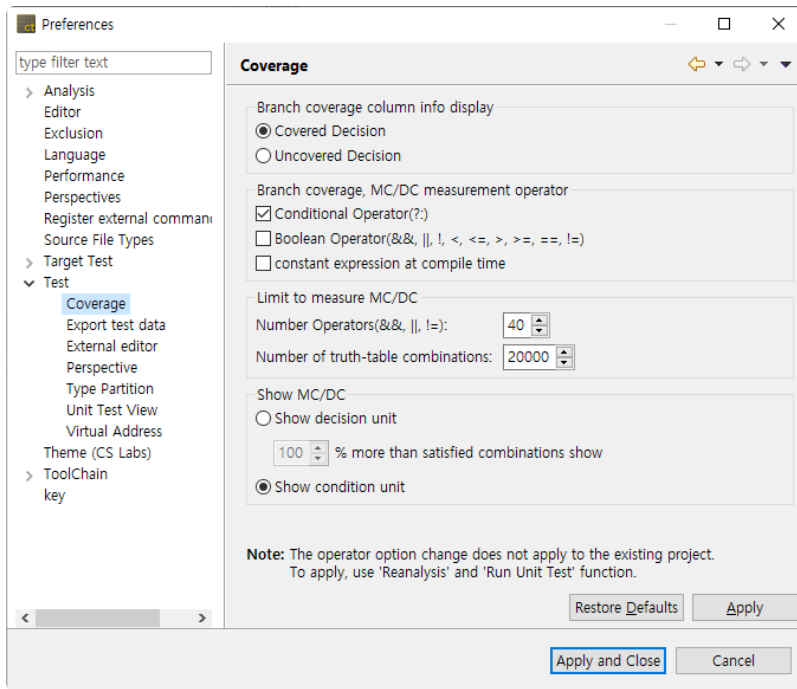 ct Preferences
type filter text
Analysis
Editor
Exclusion
Language
Performance
Perspectives
Register external
Source File Types
Target Test
Test
Coverage
Export test data
External editor
Perspective
Type Partition
Unit Test View
Virtual Address
Theme (CS Labs)
ToolChain
key
Coverage
Branch coverage column info display
Covered Decision
Uncovered Decision
Branch coverage, MC/DC measurement operator
Conditional Operator(?:)
Boolean Operator(&&, ||, !, <, <=, >, >=, ==, !=)
constant expression at compile time
Limit to measure MC/DC
Number Operators(&&, ||, !=): 40
Number of truth-table combinations: 20000
Show MC/DC
Show decision unit
100 % more than satisfied combinations show
Show condition unit
Note: The operator option change does not apply to the existing project.
To apply, use 'Reanalysis' and 'Run Unit Test' function.
Restore Defaults Apply
Apply and Close Cancel